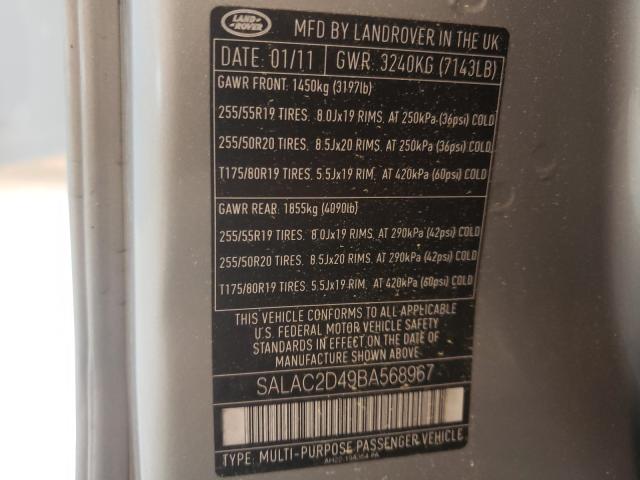 LAND ROVER
MFD BY LANDROVER IN THE UK
DATE: 01/11 GWR: 3240KG (7143LB)
GAWR FRONT: 1450kg (3197lb)
255/55R19 TIRES. 8.0Jx19 RIMS. AT 250kPa (36psi) COLD
255/50R20 TIRES. 8.5Jx20 RIMS. AT 250kPa (36psi) COLD
T175/80R19 TIRES. 5.5Jx19 RIM. AT 420kPa (60psi) COLD
GAWR REAR: 1855kg (4090lb)
255/55R19 TIRES. 8.0Jx19 RIMS. AT 290kPa (42psi) COLD
255/50R20 TIRES. 8.5Jx20 RIMS. AT 290kPa (42psi) COLD
T175/80R19 TIRES. 5.5Jx19 RIM. AT 420kPa (60psi) COLD
THIS VEHICLE CONFORMS TO ALL APPLICABLE
U.S. FEDERAL MOTOR VEHICLE SAFETY
STANDARDS IN EFFECT ON THE DATE OF
MANUFACTURE SHOWN ABOVE.
SALAC2D49BA568967
TYPE: MULTI-PURPOSE PASSENGER VEHICLE